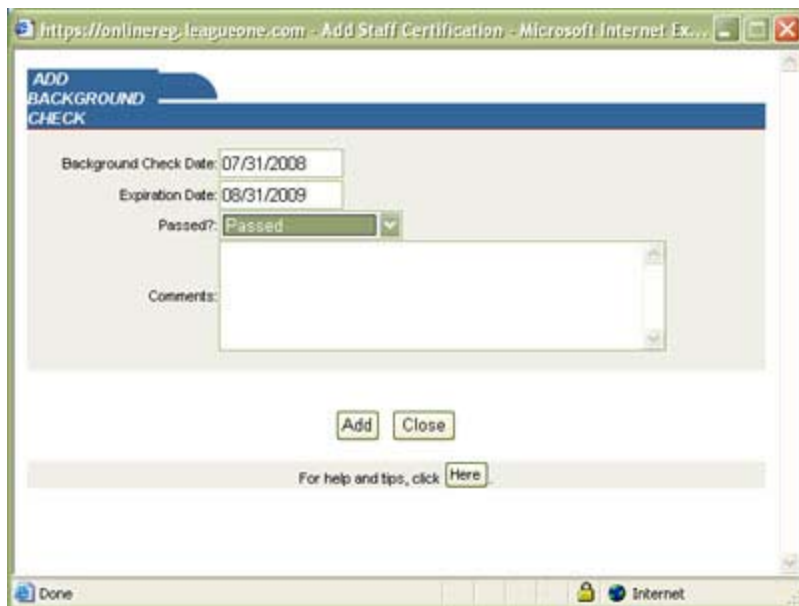 https://onlinereg.leagueone.com - Add Staff Certification - Microsoft Internet Ex...
ADD
BACKGROUND
CHECK
Background Check Date: 07/31/2008
Expiration Date: 08/31/2009
Passed?: Passed
Comments:
Add Close
For help and tips, click Here.
Done Internet